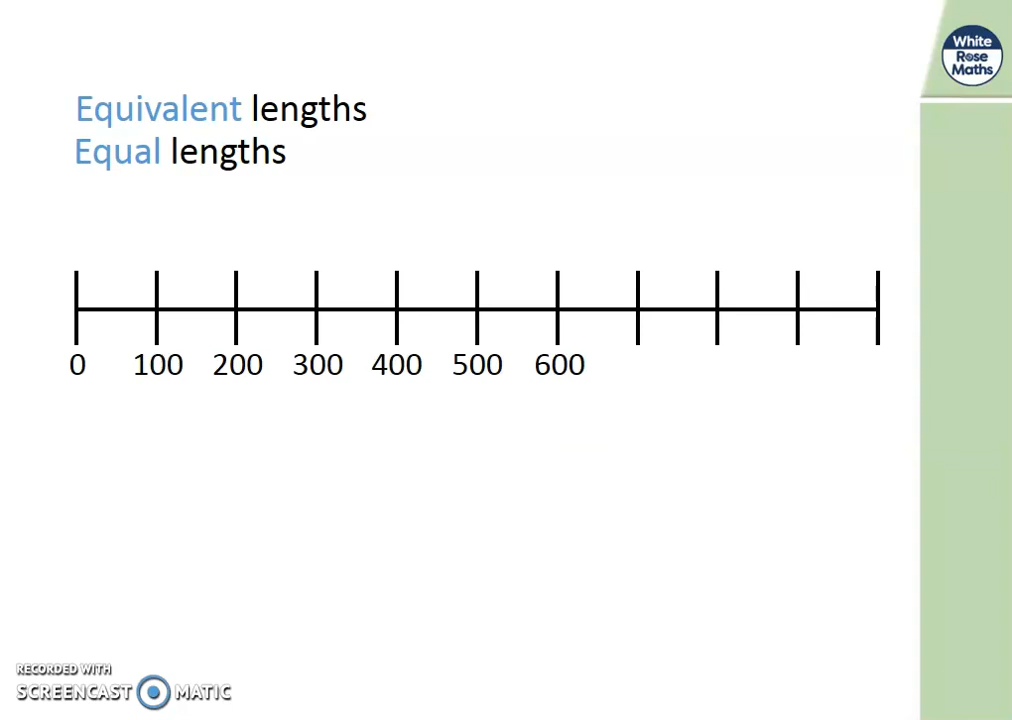 White
Rose
Maths
Equivalent lengths
Equal lengths
0 100 200 300 400 500 600
RECORDED WITH
SCREENCAST MATIC